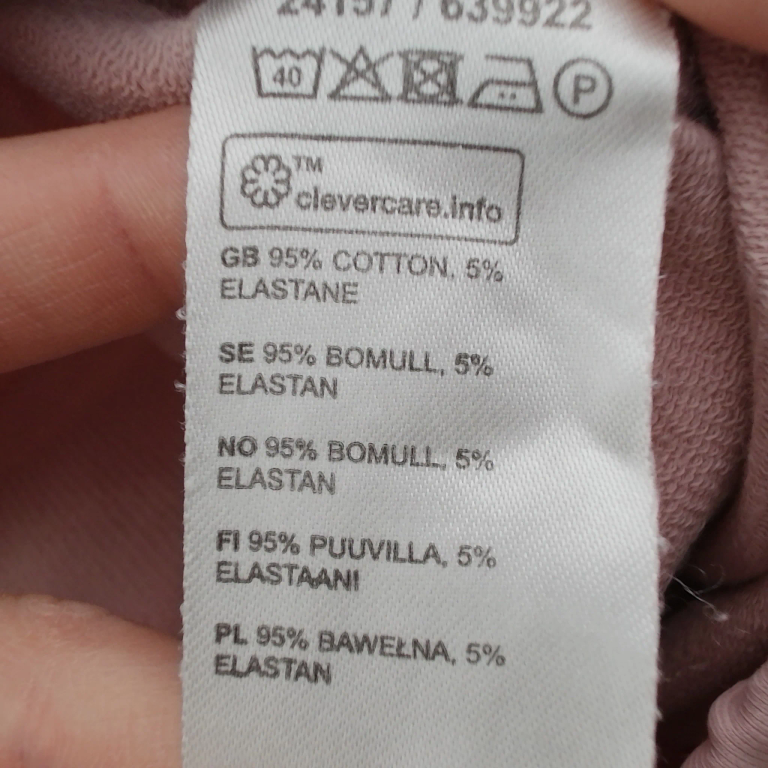 24157 / 639922
40 P
TM
clevercare.info
GB 95% COTTON, 5%
ELASTANE
SE 95% BOMULL, 5%
ELASTAN
NO 95% BOMULL, 5%
ELASTAN
FI 95% PUUVILLA, 5%
ELASTAANI
PL 95% BAWEŁNA, 5%
ELASTAN